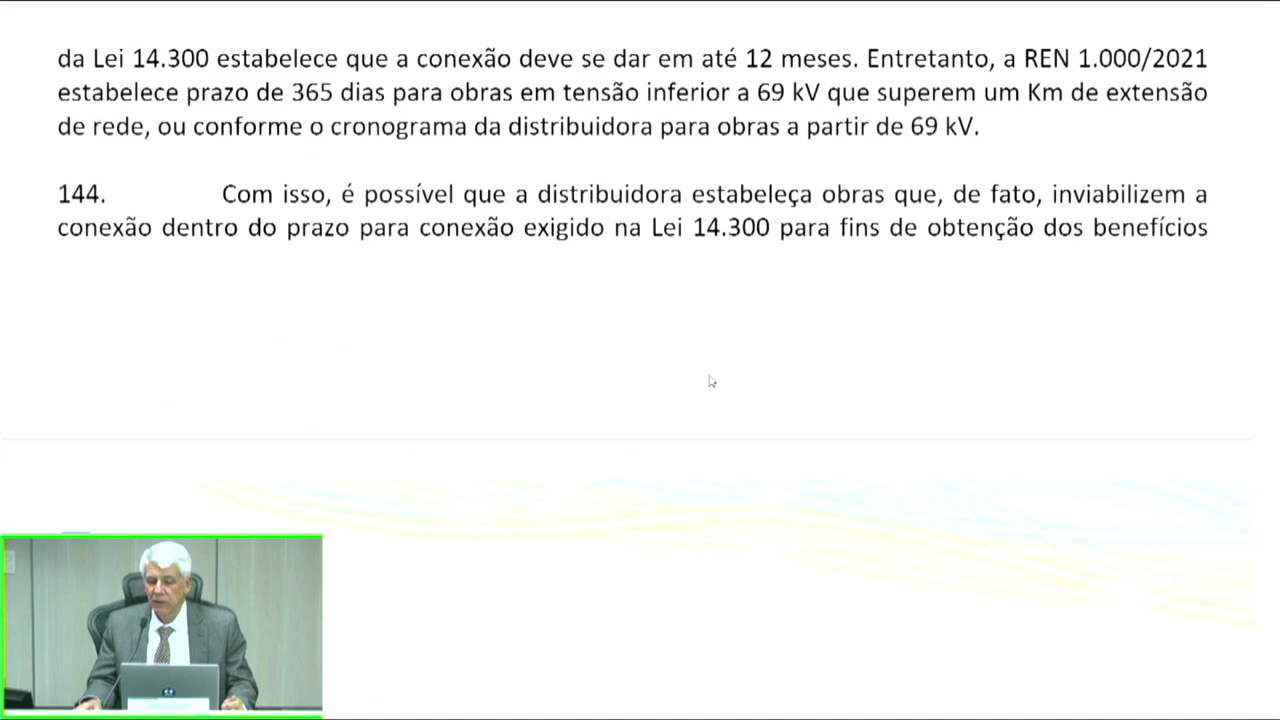 da Lei 14.300 estabelece que a conexão deve se dar em até 12 meses. Entretanto, a REN 1.000/2021
estabelece prazo de 365 dias para obras em tensão inferior a 69 kV que superem um Km de extensão
de rede, ou conforme o cronograma da distribuidora para obras a partir de 69 kV.
144. Com isso, é possível que a distribuidora estabeleça obras que, de fato, inviabilizem a
conexão dentro do prazo para conexão exigido na Lei 14.300 para fins de obtenção dos benefícios